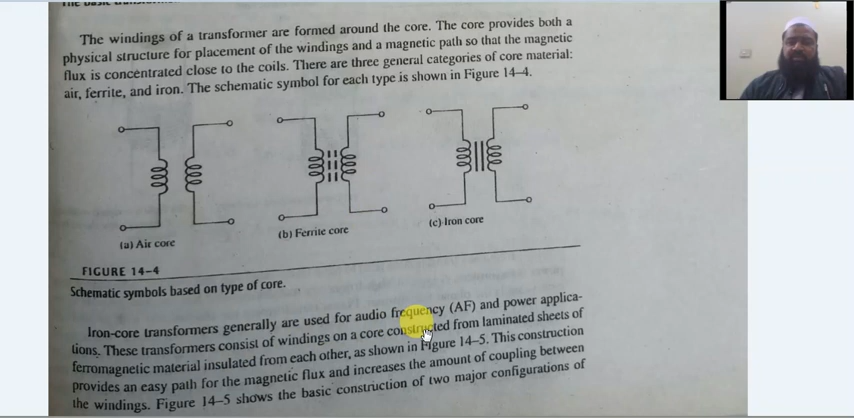 The windings of a transformer are formed around the core. The core provides both a
physical structure for placement of the windings and a magnetic path so that the magnetic
flux is concentrated close to the coils. There are three general categories of core material:
air, ferrite, and iron. The schematic symbol for each type is shown in Figure 14–4.
(a) Air core
(b) Ferrite core
(c) Iron core
FIGURE 14–4
Schematic symbols based on type of core.
Iron-core transformers generally are used for audio frequency (AF) and power applica-
tions. These transformers consist of windings on a core constructed from laminated sheets of
ferromagnetic material insulated from each other, as shown in Figure 14–5. This construction
provides an easy path for the magnetic flux and increases the amount of coupling between
the windings. Figure 14–5 shows the basic construction of two major configurations of